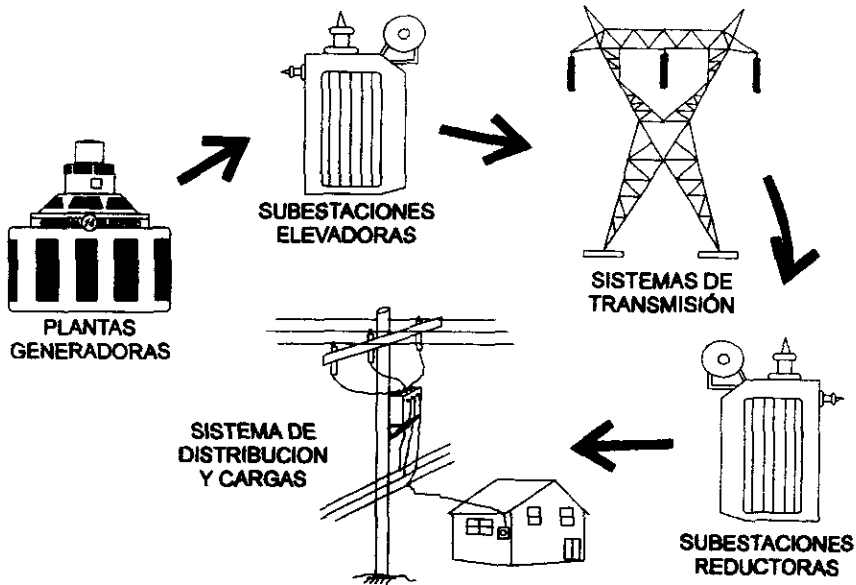 SUBESTACIONES
ELEVADORAS
PLANTAS
GENERADORAS
SISTEMAS DE
TRANSMISIÓN
SISTEMA DE
DISTRIBUCION
Y CARGAS
SUBESTACIONES
REDUCTORAS